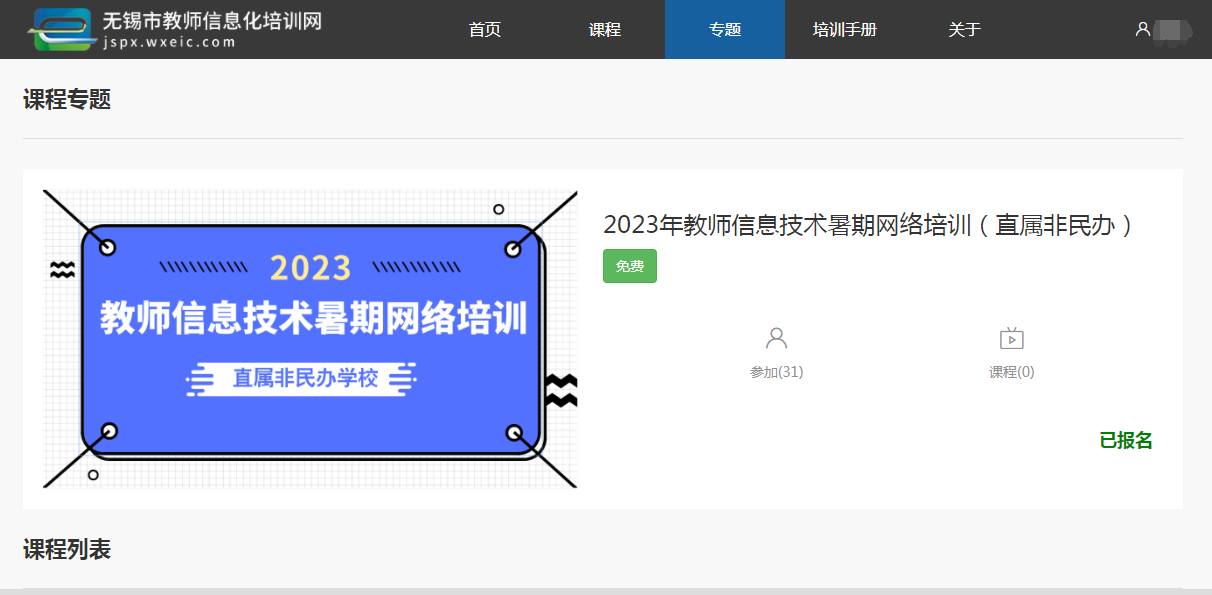 无锡市教师信息化培训网
jspx.wxeic.com
首页 课程 专题 培训手册 关于
课程专题
2023
教师信息技术暑期网络培训
直属非民办学校
2023年教师信息技术暑期网络培训（直属非民办）
免费
参加(31) 课程(0)
已报名
课程列表